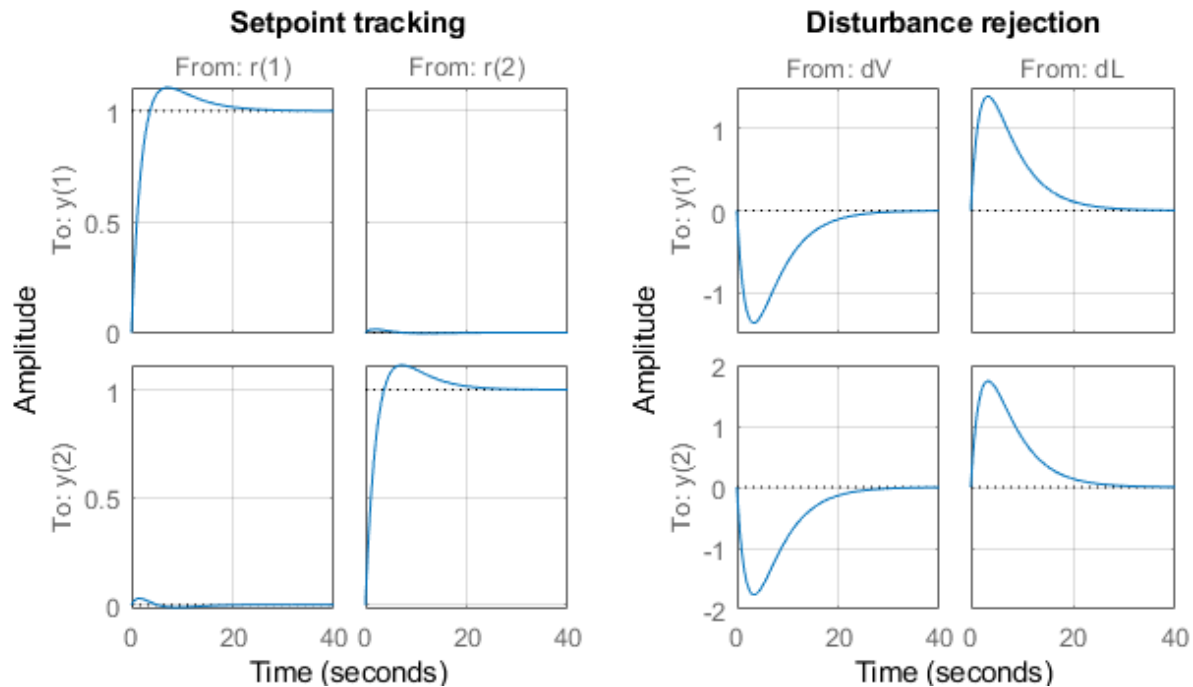 Setpoint tracking
From: r(1)
From: r(2)
To: y(1)
1
0.5
0
To: y(2)
1
0.5
0
Amplitude
0
20
40
0
20
40
Time (seconds)
Disturbance rejection
From: dV
From: dL
To: y(1)
1
0
-1
To: y(2)
2
1
0
-1
-2
Amplitude
0
20
40
0
20
40
Time (seconds)